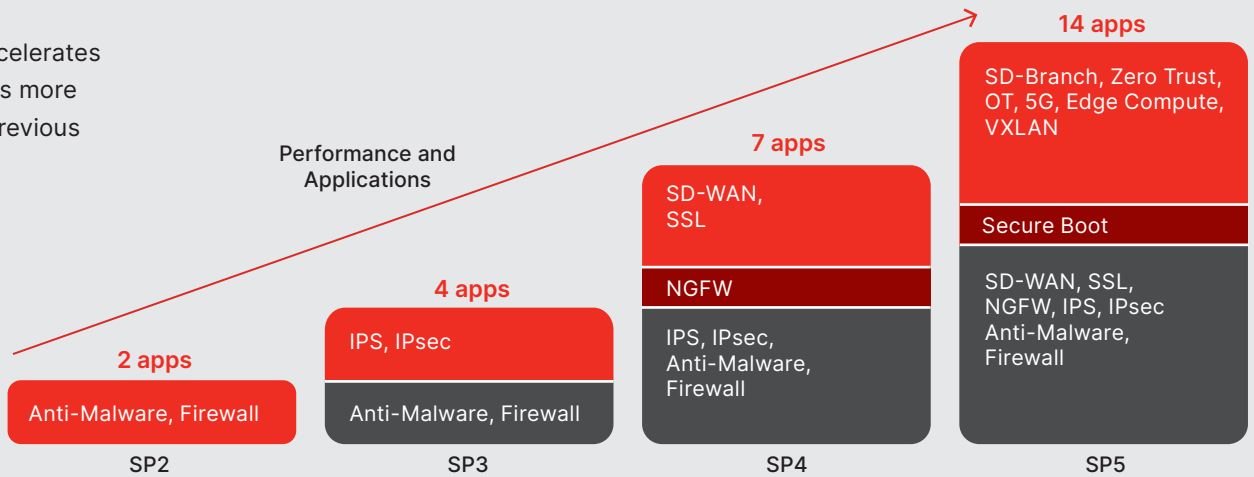 celerates
s more
revious
Performance and
Applications
2 apps
Anti-Malware, Firewall
SP2
4 apps
IPS, IPsec
Anti-Malware, Firewall
SP3
7 apps
SD-WAN,
SSL
NGFW
IPS, IPsec,
Anti-Malware,
Firewall
SP4
14 apps
SD-Branch, Zero Trust,
OT, 5G, Edge Compute,
VXLAN
Secure Boot
SD-WAN, SSL,
NGFW, IPS, IPsec
Anti-Malware,
Firewall
SP5